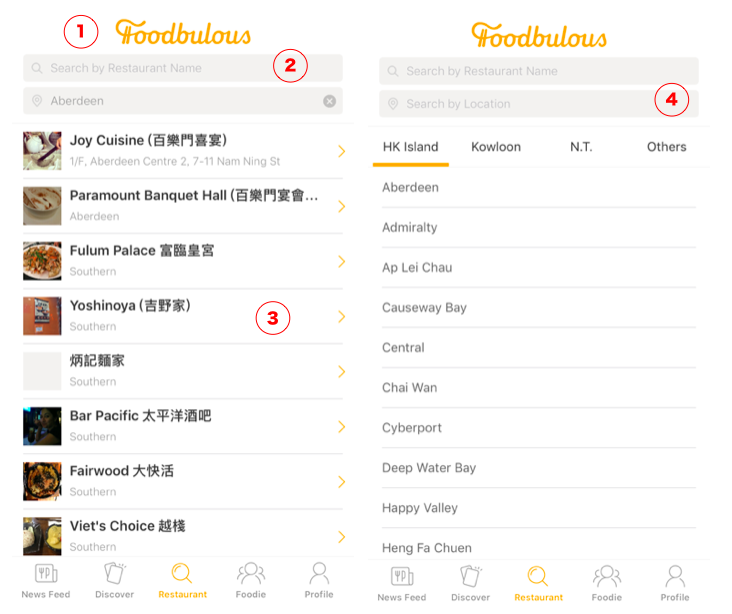 1
Foodbulous
Search by Restaurant Name
2
Aberdeen
Joy Cuisine (百樂門喜宴)
1/F, Aberdeen Centre 2, 7-11 Nam Ning St
Paramount Banquet Hall (百樂門宴會...
Aberdeen
Fulum Palace 富臨皇宮
Southern
Yoshinoya (吉野家)
3
Southern
炳記麵家
Southern
Bar Pacific 太平洋酒吧
Southern
Fairwood 大快活
Southern
Viet's Choice 越棧
Southern
News Feed Discover Restaurant Foodie Profile
Foodbulous
Search by Restaurant Name
Search by Location
4
HK Island Kowloon N.T. Others
Aberdeen
Admiralty
Ap Lei Chau
Causeway Bay
Central
Chai Wan
Cyberport
Deep Water Bay
Happy Valley
Heng Fa Chuen
News Feed Discover Restaurant Foodie Profile